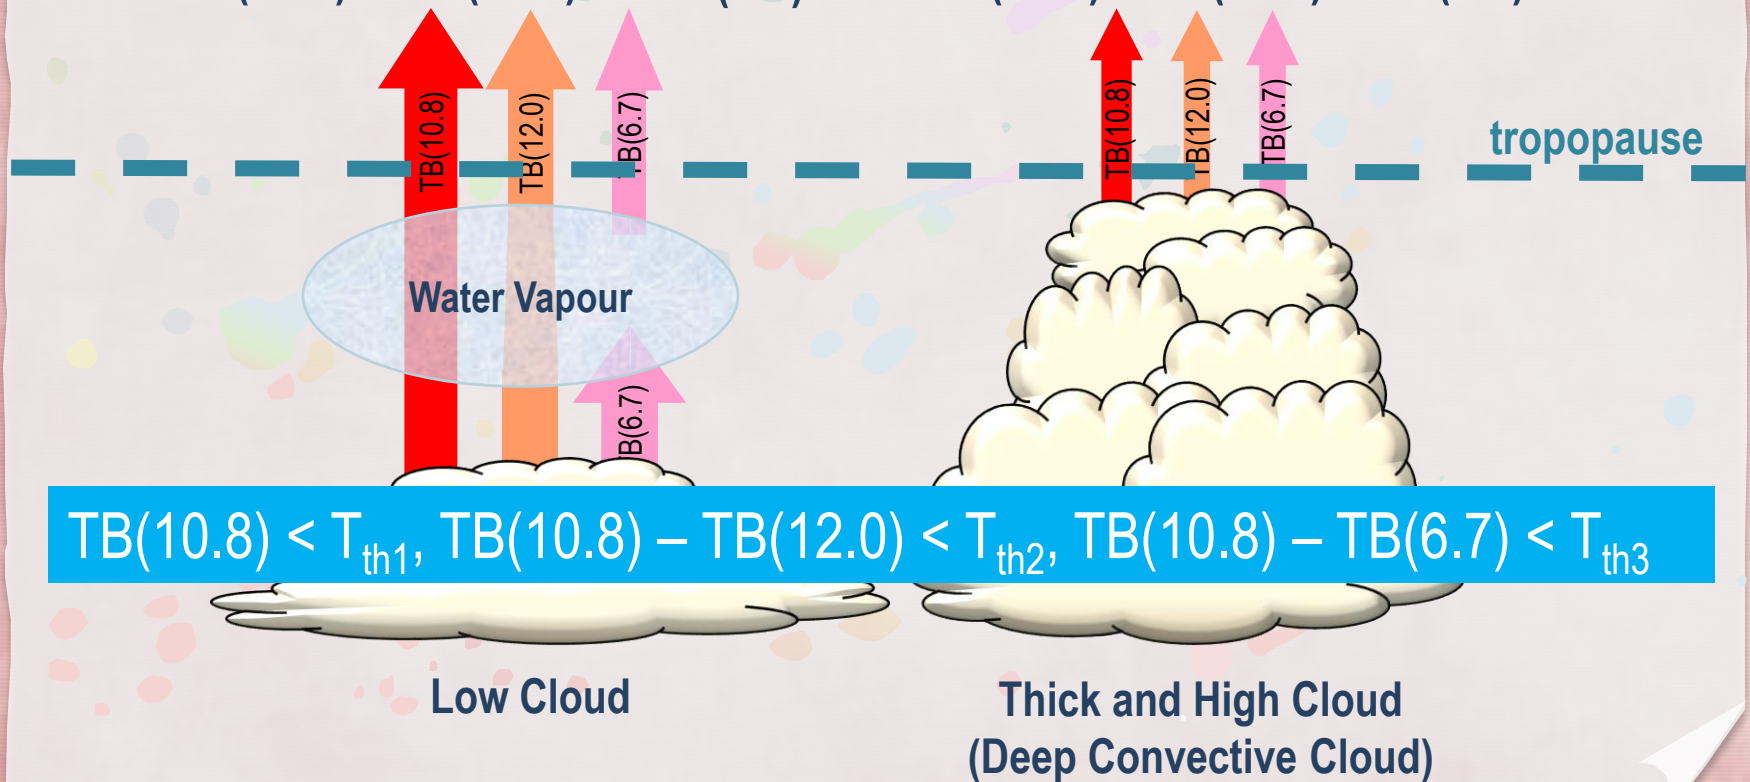 TB(10.8)
TB(12.0)
TB(6.7)
TB(10.8)
TB(12.0)
TB(6.7)
tropopause
Water Vapour
B(6.7)
TB(10.8) < Tth1, TB(10.8) – TB(12.0) < Tth2, TB(10.8) – TB(6.7) < Tth3
Low Cloud
Thick and High Cloud
(Deep Convective Cloud)